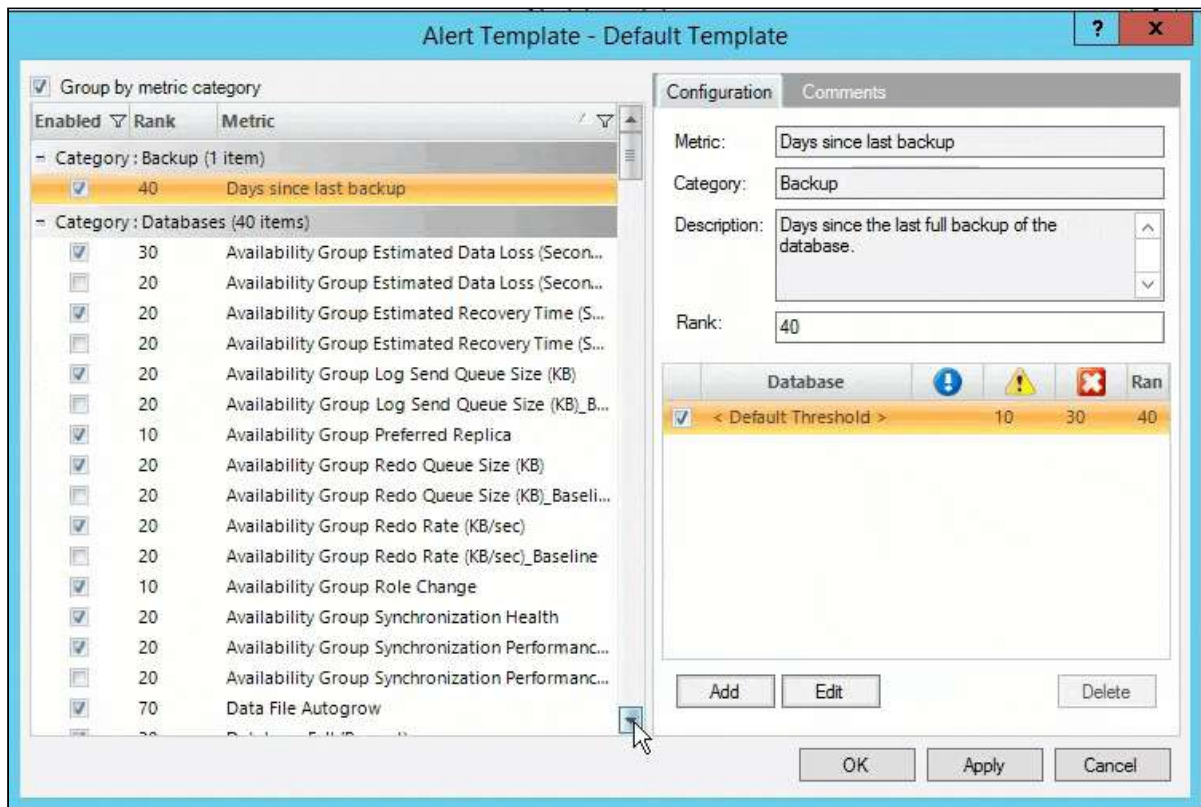 Alert Template - Default Template
?
x
Group by metric category
Enabled Rank Metric
Category : Backup (1 item)
40 Days since last backup
Category : Databases (40 items)
30 Availability Group Estimated Data Loss (Secon...
20 Availability Group Estimated Data Loss (Secon...
20 Availability Group Estimated Recovery Time (S...
20 Availability Group Estimated Recovery Time (S...
20 Availability Group Log Send Queue Size (KB)
20 Availability Group Log Send Queue Size (KB)_B...
10 Availability Group Preferred Replica
20 Availability Group Redo Queue Size (KB)
20 Availability Group Redo Queue Size (KB)_Baseli...
20 Availability Group Redo Rate (KB/sec)
20 Availability Group Redo Rate (KB/sec)_Baseline
10 Availability Group Role Change
20 Availability Group Synchronization Health
20 Availability Group Synchronization Performanc...
20 Availability Group Synchronization Performanc...
70 Data File Autogrow
Configuration Comments
Metric: Days since last backup
Category: Backup
Description: Days since the last full backup of the
database.
Rank: 40
Database Ran
< Default Threshold > 10 30 40
Add Edit Delete
OK Apply Cancel